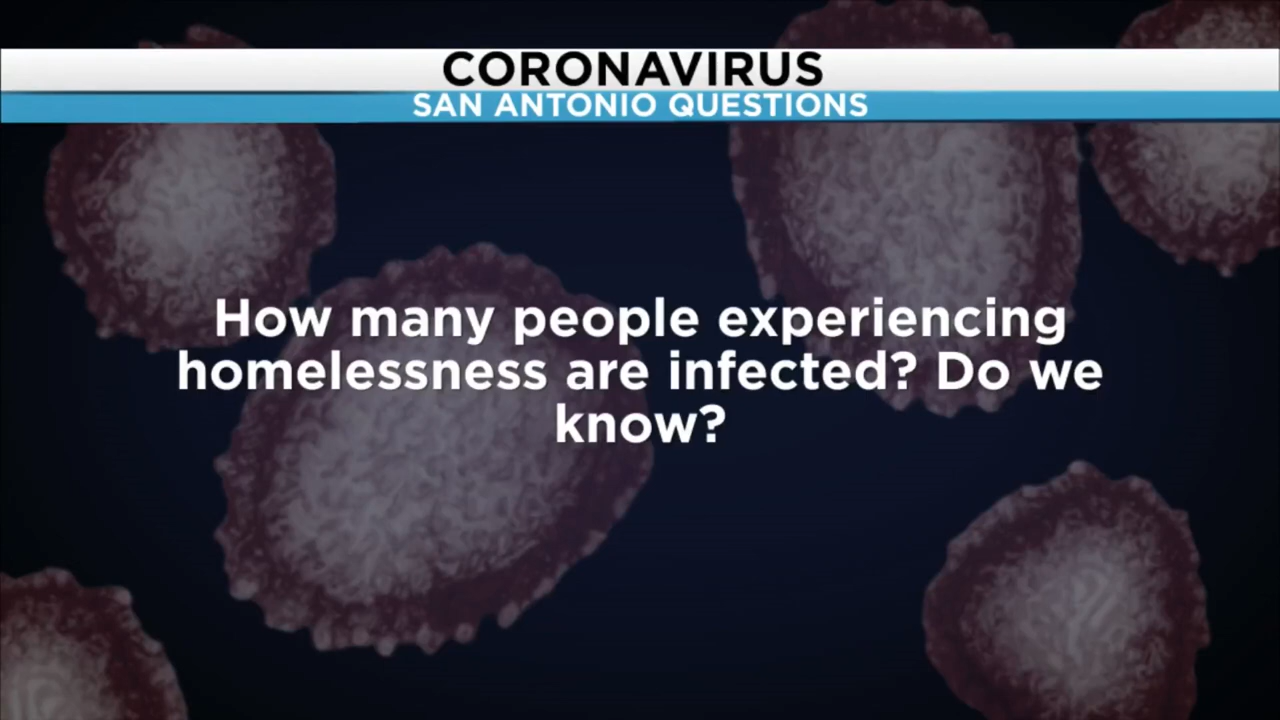 CORONAVIRUS
SAN ANTONIO QUESTIONS
How many people experiencing
homelessness are infected? Do we
know?